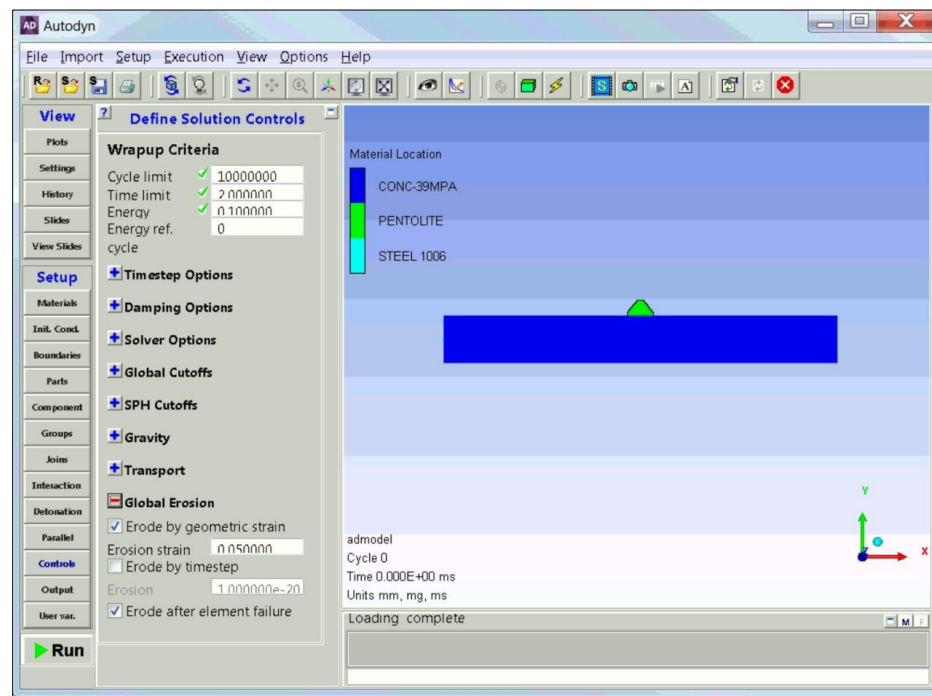 AD Autodyn
File Import Setup Execution View Options Help
View
Plots
Settings
History
Slides
View Slides
Setup
Materials
Init. Cond.
Boundaries
Parts
Component
Groups
Joins
Interaction
Detonation
Parallel
Controls
Output
User var.
Run
? Define Solution Controls
Wrapup Criteria
Cycle limit 10000000
Time limit 2.000000
Energy 0.100000
Energy ref. 0
cycle
Timestep Options
Damping Options
Solver Options
Global Cutoffs
SPH Cutoffs
Gravity
Transport
Global Erosion
Erode by geometric strain
Erosion strain 0.050000
Erode by timestep
Erosion 1.000000e-20
Erode after element failure
Material Location
CONC-39MPA
PENTOLITE
STEEL 1006
Y
X
admodel
Cycle 0
Time 0.000E+00 ms
Units mm, mg, ms
Loading complete
M